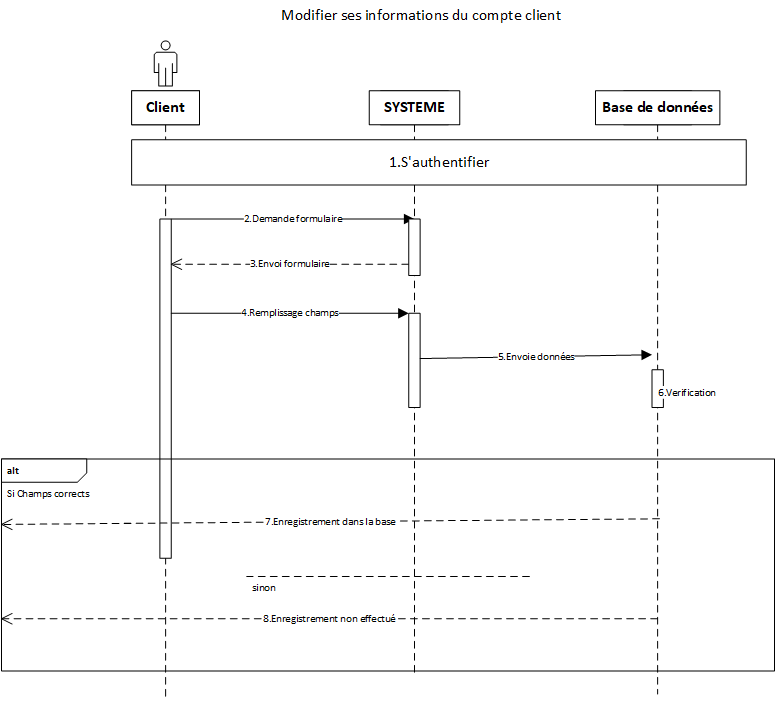 Modifier ses informations du compte client
Client
SYSTEME
Base de données
1.S'authentifier
2.Demande formulaire
3.Envoi formulaire
4.Remplissage champs
5.Envoie données
6.Verification
alt
Si Champs corrects
7.Enregistrement dans la base
sinon
8.Enregistrement non effectué